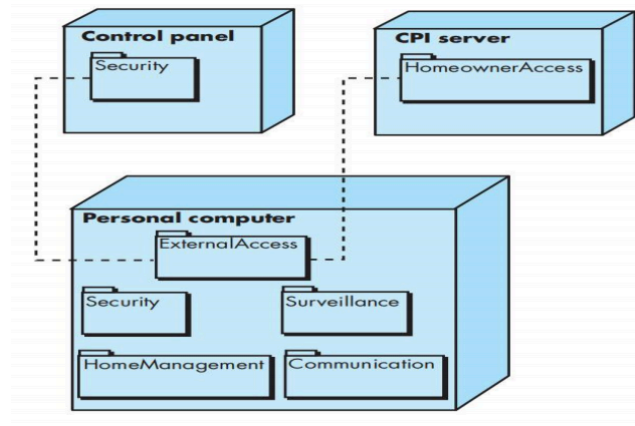 Control panel
Security
CPI server
HomeownerAccess
Personal computer
ExternalAccess
Security
Surveillance
HomeManagement
Communication